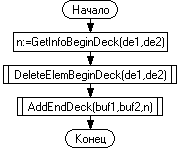 Начало
n:=GetInfoBeginDeck(de1,de2)
DeleteElemBeginDeck(de1,de2)
AddEndDeck(buf1,buf2,n)
Конец